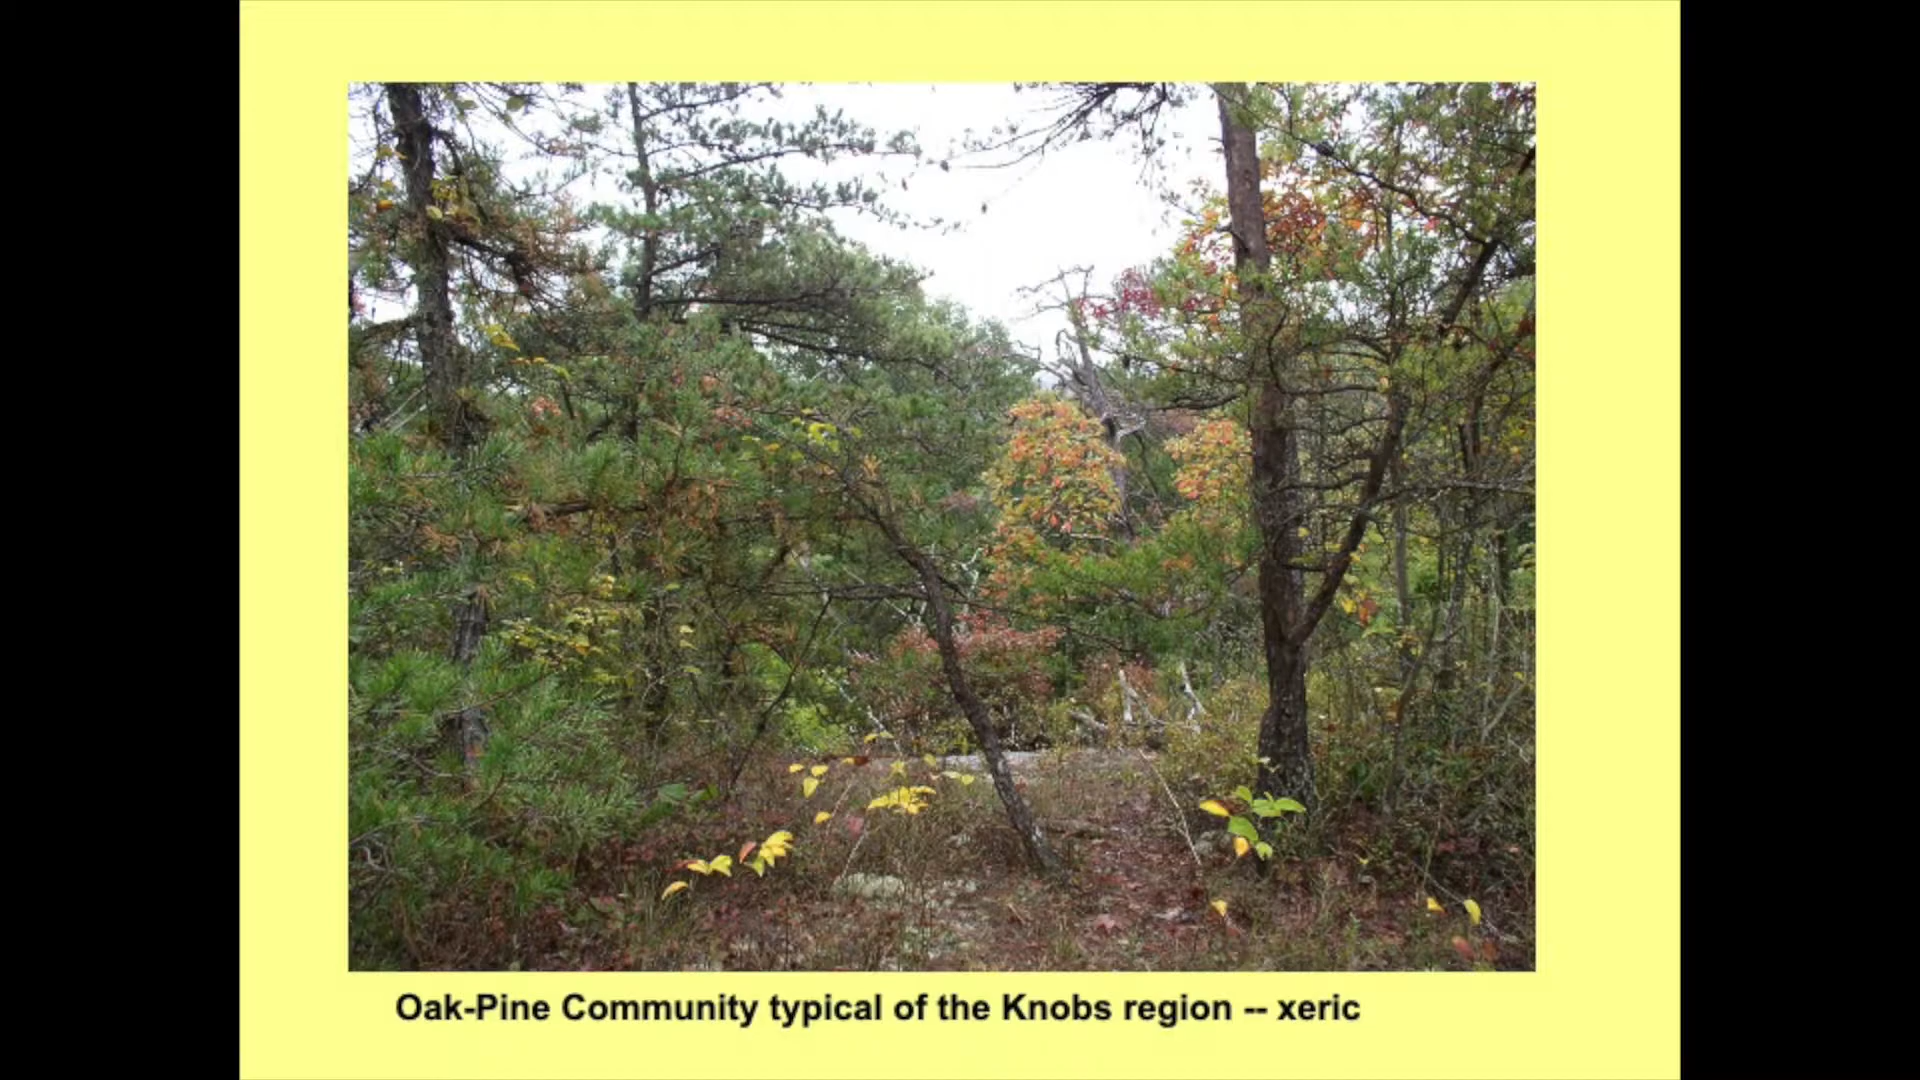 Oak-Pine Community typical of the Knobs region -- xeric